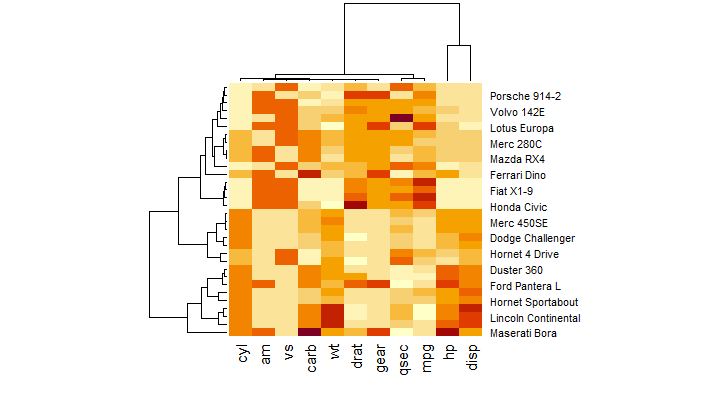 Porsche 914-2
Volvo 142E
Lotus Europa
Merc 280C
Mazda RX4
Ferrari Dino
Fiat X1-9
Honda Civic
Merc 450SE
Dodge Challenger
Hornet 4 Drive
Duster 360
Ford Pantera L
Hornet Sportabout
Lincoln Continental
Maserati Bora
cyl am vs carb wt drat gear qsec mpg hp disp